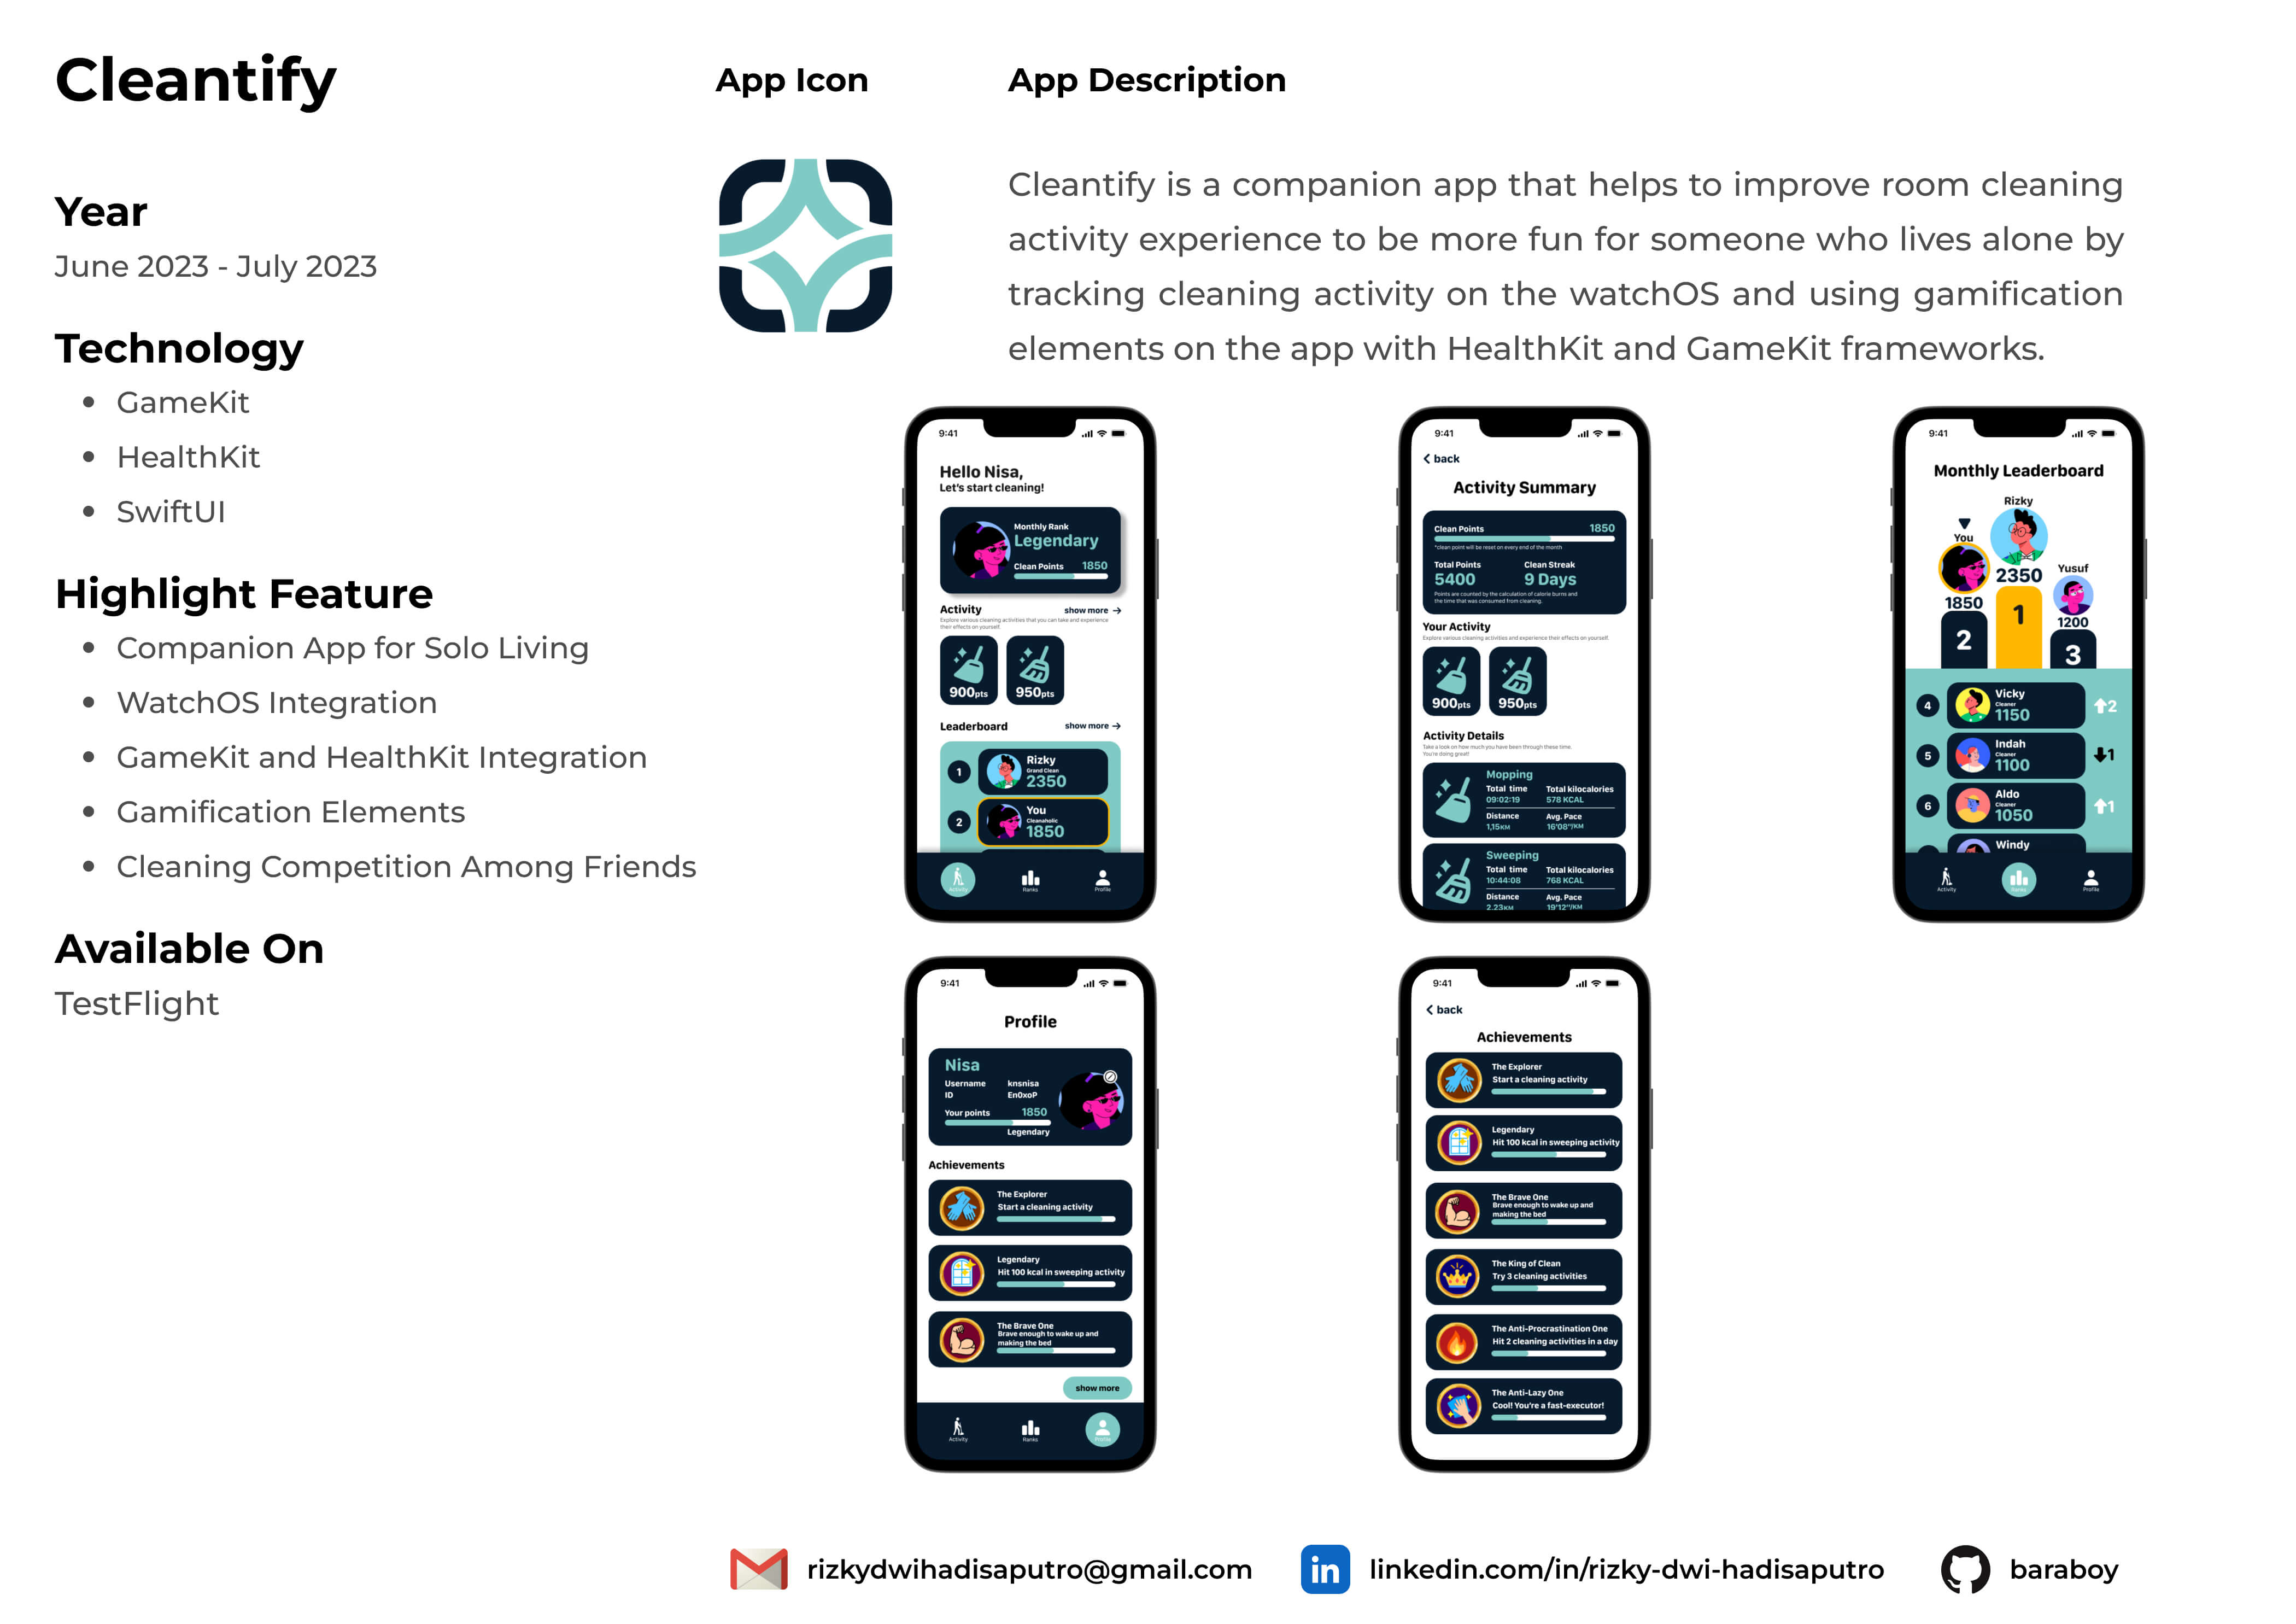 Cleantify
Year
June 2023 - July 2023
Technology
GameKit
HealthKit
SwiftUI
Highlight Feature
Companion App for Solo Living
WatchOS Integration
GameKit and HealthKit Integration
Gamification Elements
Cleaning Competition Among Friends
Available On
TestFlight
App Icon
App Description
Cleantify is a companion app that helps to improve room cleaning
activity experience to be more fun for someone who lives alone by
tracking cleaning activity on the watchOS and using gamification
elements on the app with HealthKit and GameKit frameworks.
9:41
Hello Nisa,
Let's start cleaning!
Monthly Rank
Legendary
Clean Points 1850
Activity show more →
Explore various cleaning activities that you can take and experience
their effects on yourself.
900pts 950pts
Leaderboard show more →
1 Rizky
Grand Clean
2350
2 You
Cleanaholic
1850
Activity Ranks Profile
9:41
< back
Activity Summary
Clean Points 1850
*clean point will be reset on every end of the month
Total Points Clean Streak
5400 9 Days
Points are counted by the calculation of calorie burns and
the time that was consumed from cleaning.
Your Activity
Explore various cleaning activities and experience their effects on yourself.
900pts 950pts
Activity Details
Take a look on how much you have been through these time.
You're doing great!
Mopping
Total time Total kilocalories
09:02:19 578 KCAL
Distance Avg. Pace
1,15KM 16'08"/KM
Sweeping
Total time Total kilocalories
10:44:08 768 KCAL
Distance Avg. Pace
2.23KM 19'12"/KM
9:41
Monthly Leaderboard
Rizky
You
2350 Yusuf
1850
1200
2 1 3
4 Vicky
Cleaner
1150 2
5 Indah
Cleaner
1100 1
6 Aldo
Cleaner
1050 1
Windy
Activity Ranks Profile
9:41
Profile
Nisa
Username knsnisa
ID En0xoP
Your points 1850
Legendary
Achievements
The Explorer
Start a cleaning activity
Legendary
Hit 100 kcal in sweeping activity
The Brave One
Brave enough to wake up and
making the bed
show more
Activity Ranks Profile
9:41
< back
Achievements
The Explorer
Start a cleaning activity
Legendary
Hit 100 kcal in sweeping activity
The Brave One
Brave enough to wake up and
making the bed
The King of Clean
Try 3 cleaning activities
The Anti-Procrastination One
Hit 2 cleaning activities in a day
The Anti-Lazy One
Cool! You're a fast-executor!
rizkydwihadisaputro@gmail.com
in linkedin.com/in/rizky-dwi-hadisaputro
baraboy